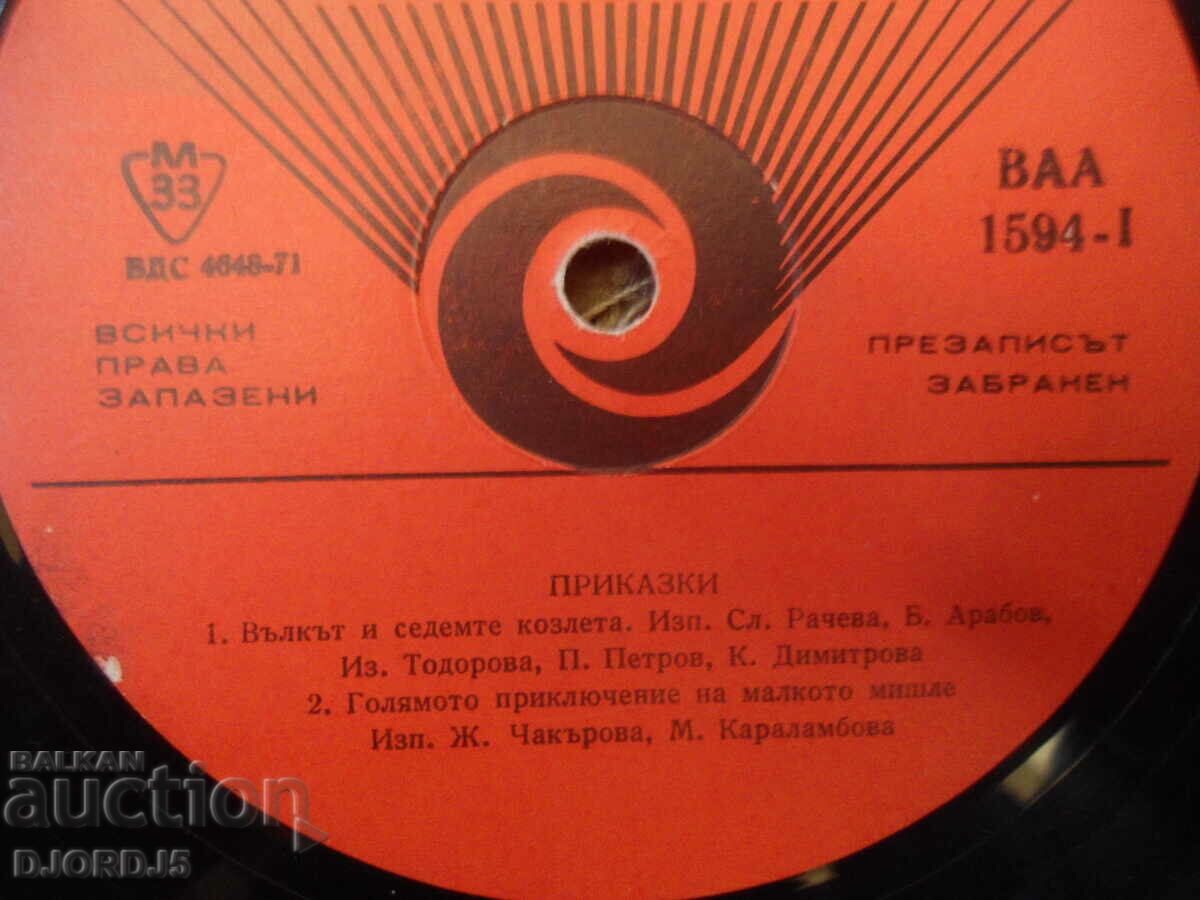 М
33
ВДС 4648-71
ВСИЧКИ
ПРАВА
ЗАПАЗЕНИ
ВАА
1594-I
ПРЕЗАПИСЪТ
ЗАБРАНЕН
ПРИКАЗКИ
1. Вълкът и седемте козлета. Изп. Сл. Рачева, Б. Арабов,
Из. Тодорова, П. Петров, К. Димитрова
2. Голямото приключение на малкото мишле
Изп. Ж. Чакърова, М. Караламбова
BALKAN
auction
DJORDJ5